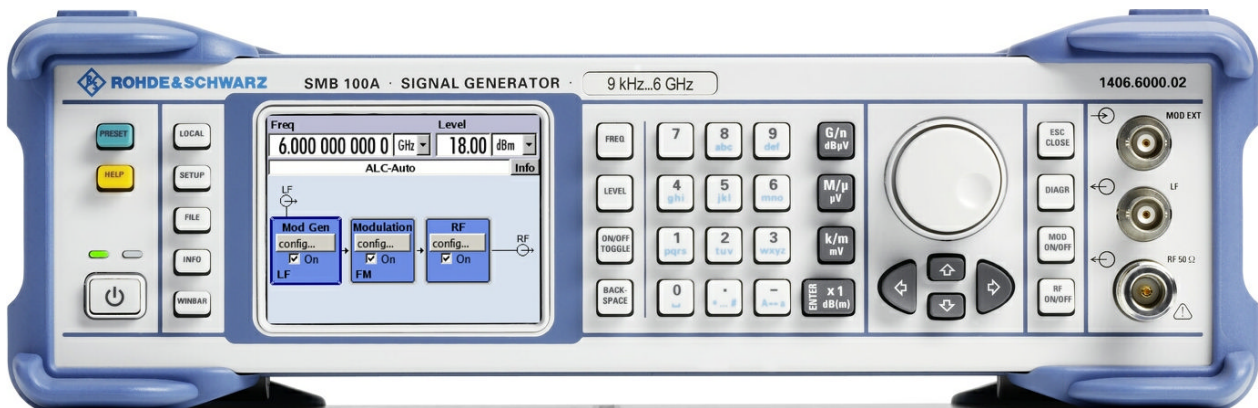 ROHDE&SCHWARZ
SMB 100A · SIGNAL GENERATOR ·
9 kHz...6 GHz
1406.6000.02
PRESET
HELP
LOCAL
SETUP
FILE
INFO
WINBAR
Freq Level
6.000 000 000 0 GHz 18.00 dBm
ALC-Auto Info
LF
Mod Gen Modulation RF
config... config... config...
On On On
LF FM
RF
FREQ
LEVEL
ON/OFF TOGGLE
BACK-SPACE
7 8 9 G/n
abc def dBµV
4 5 6 M/µ
ghi jkl mno µV
1 2 3 k/m
pqrs tuv wxyz mV
0 . – ENTER x1
* ... # A↔a dB(m)
ESC CLOSE
DIAGR
MOD ON/OFF
RF ON/OFF
MOD EXT
LF
RF 50 Ω